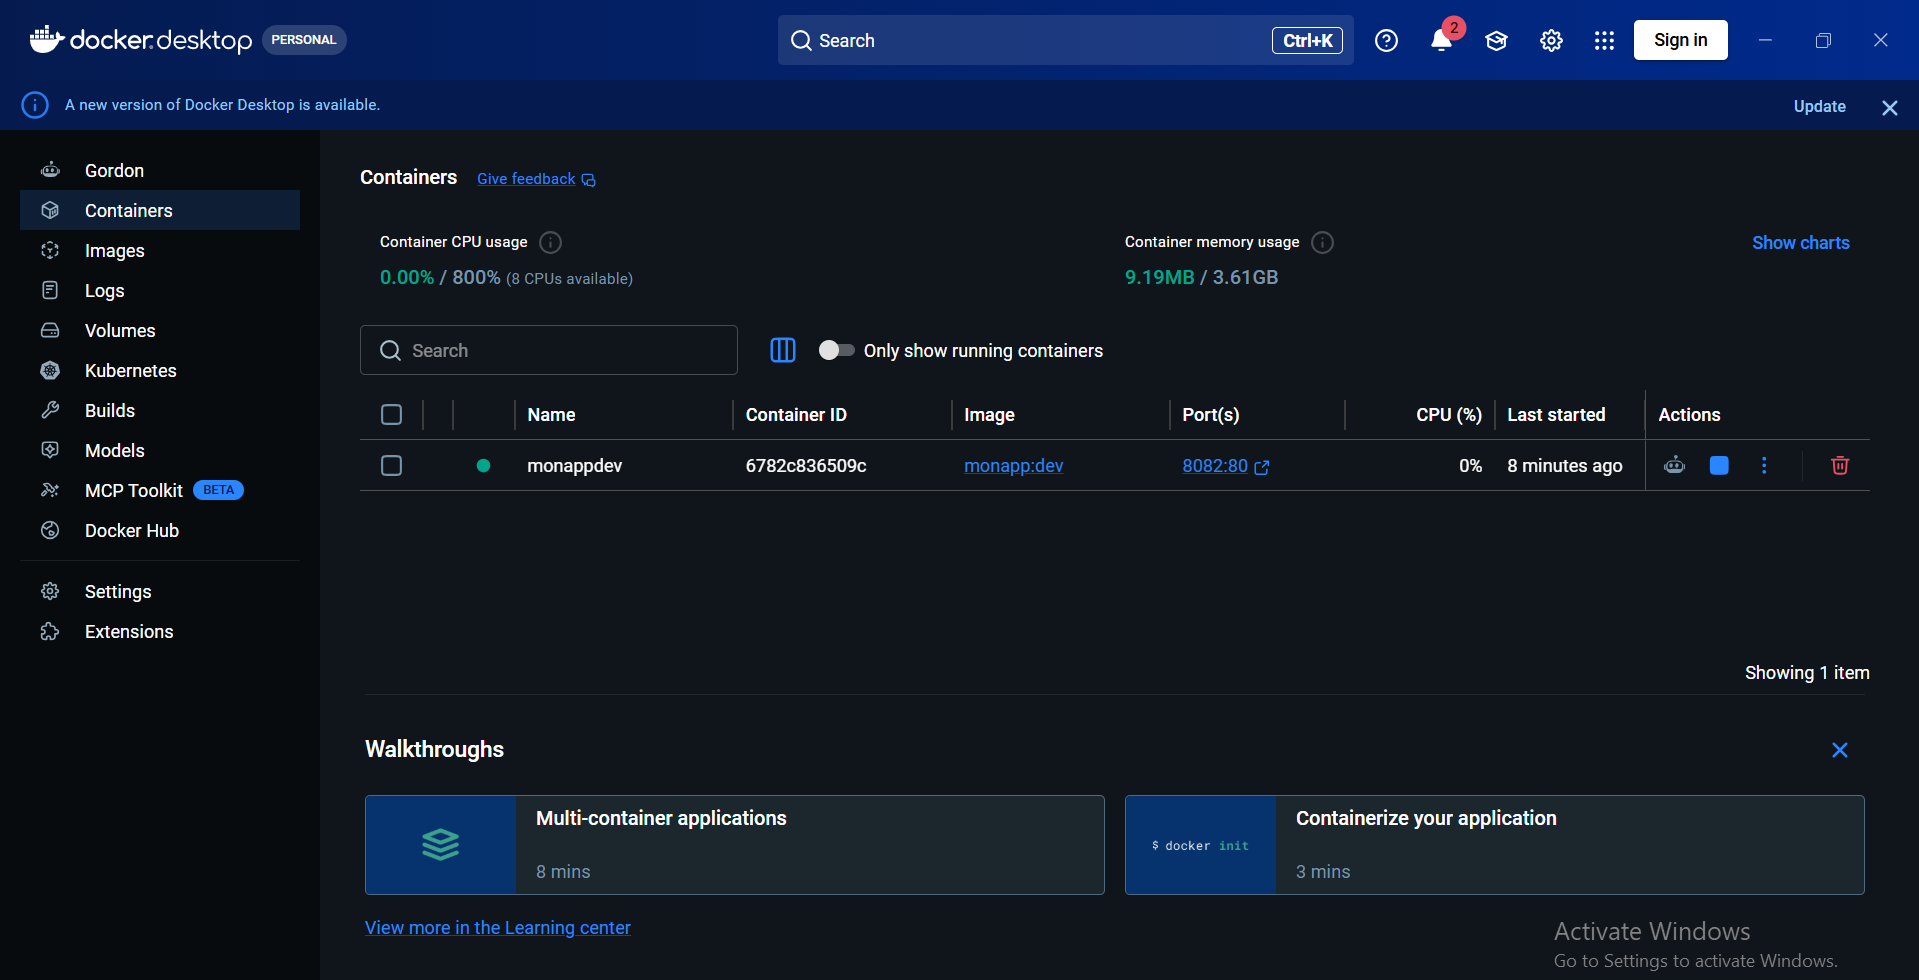 docker.desktop PERSONAL
Search Ctrl+K
2
Sign in
A new version of Docker Desktop is available.
Update
Gordon
Containers
Images
Logs
Volumes
Kubernetes
Builds
Models
MCP Toolkit BETA
Docker Hub
Settings
Extensions
Containers Give feedback
Container CPU usage
0.00% / 800% (8 CPUs available)
Container memory usage
9.19MB / 3.61GB
Show charts
Search
Only show running containers
Name Container ID Image Port(s) CPU (%) Last started Actions
monappdev 6782c836509c monapp:dev 8082:80 0% 8 minutes ago
Showing 1 item
Walkthroughs
Multi-container applications
8 mins
$ docker init
Containerize your application
3 mins
View more in the Learning center
Activate Windows
Go to Settings to activate Windows.